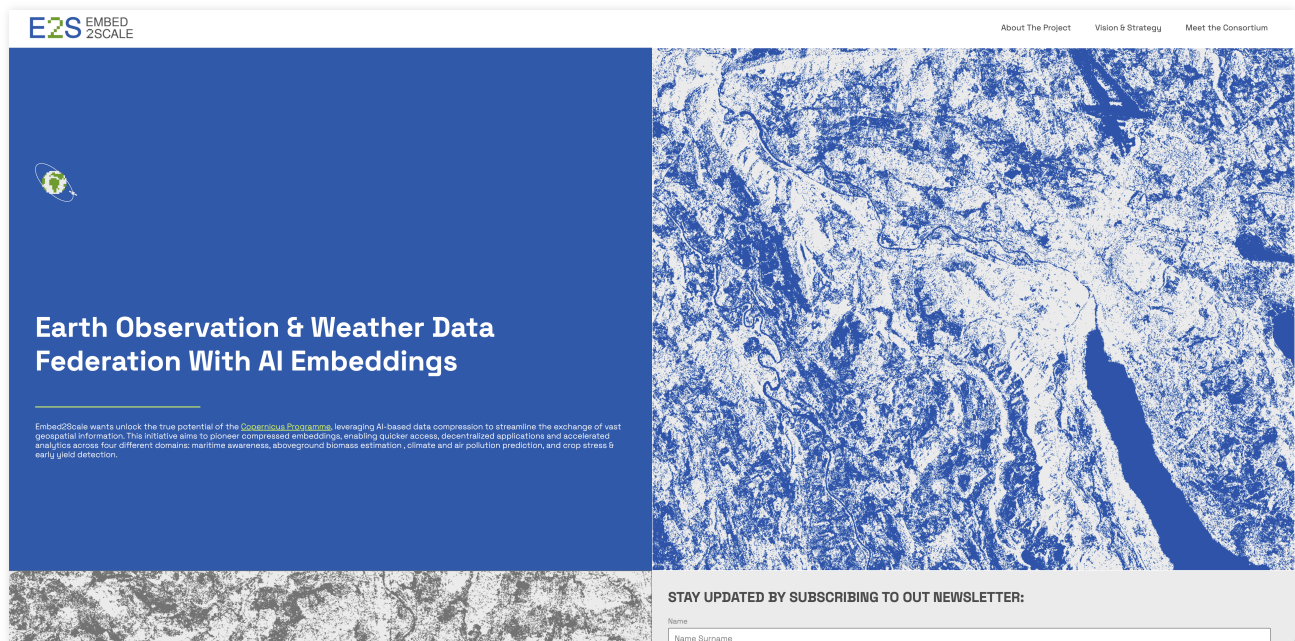 E2S EMBED
2SCALE
About The Project Vision & Strategy Meet the Consortium
Earth Observation & Weather Data
Federation With AI Embeddings
Embed2Scale wants unlock the true potential of the Copernicus Programme, leveraging AI-based data compression to streamline the exchange of vast
geospatial information. This initiative aims to pioneer compressed embeddings, enabling quicker access, decentralized applications and accelerated
analytics across four different domains: maritime awareness, aboveground biomass estimation , climate and air pollution prediction, and crop stress &
early yield detection.
STAY UPDATED BY SUBSCRIBING TO OUT NEWSLETTER:
Name
Name Surname